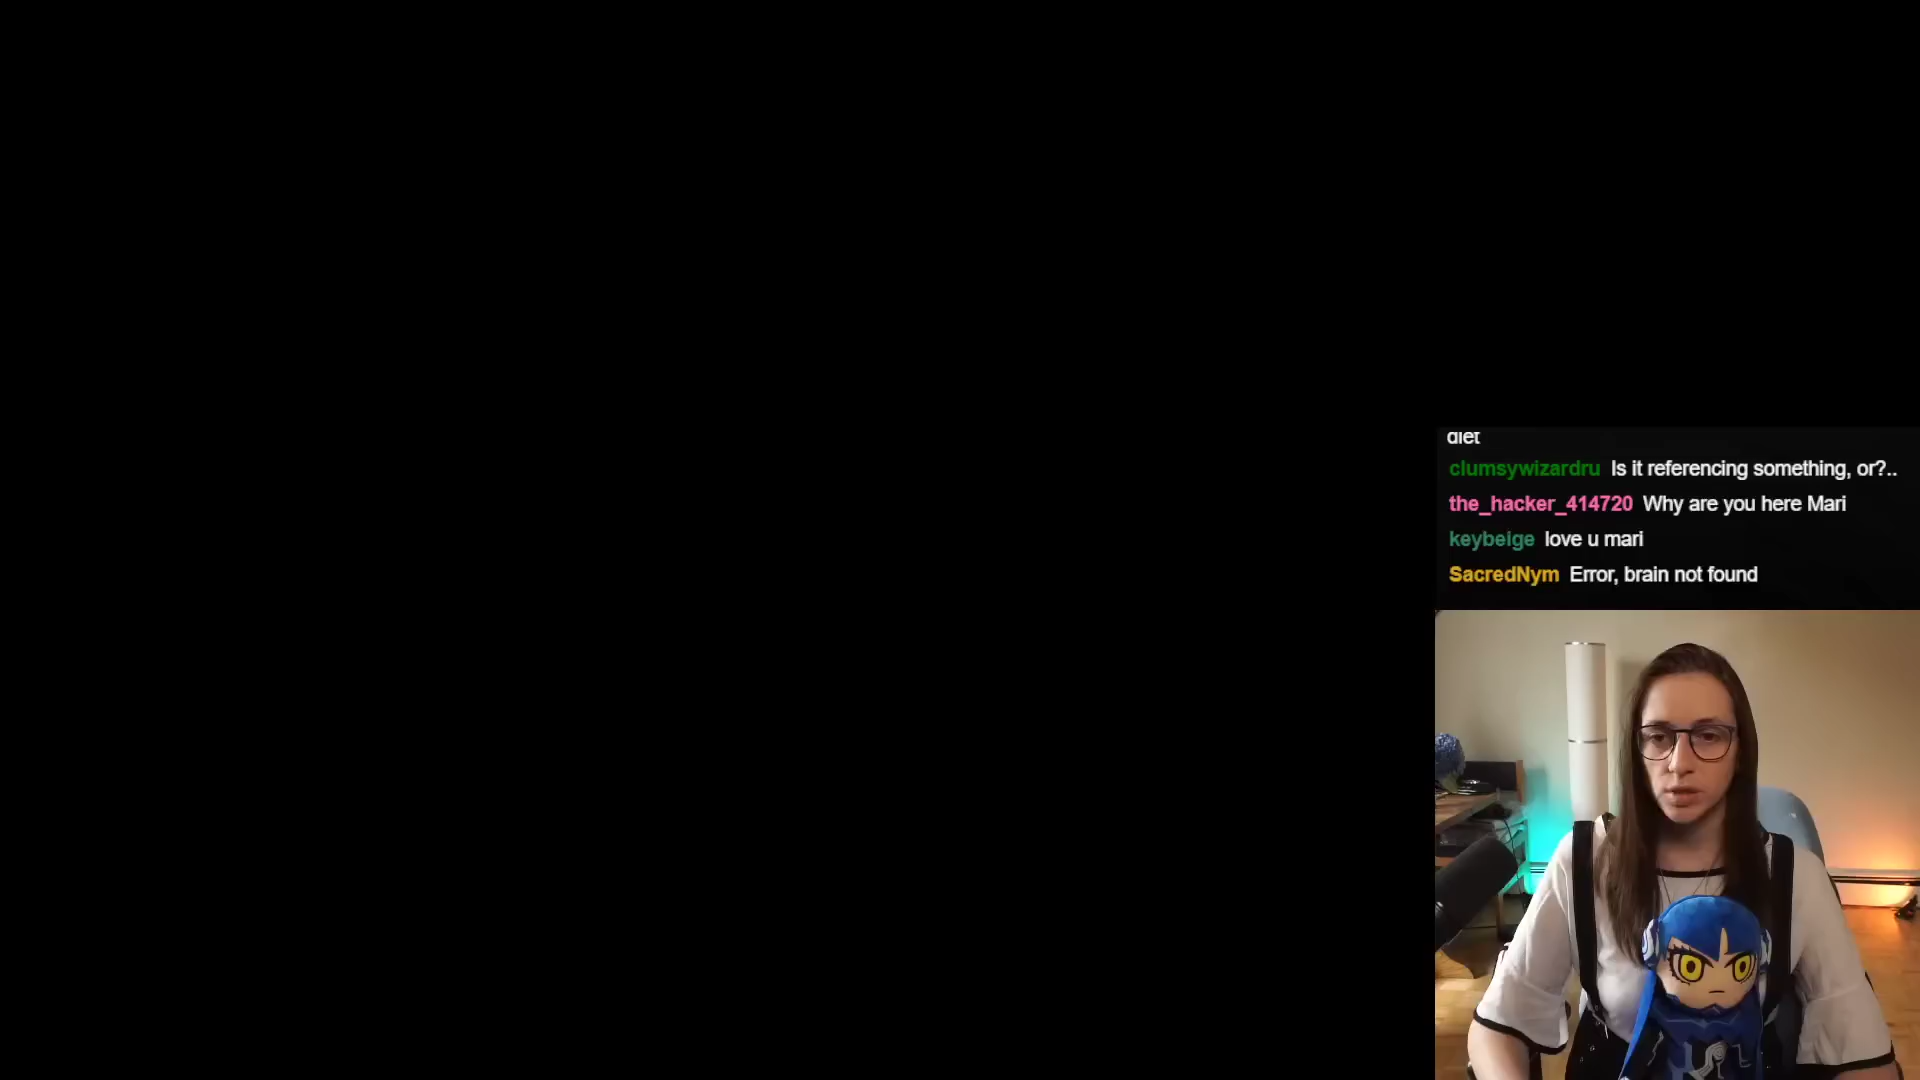 diet
clumsywizardru Is it referencing something, or?..
the_hacker_414720 Why are you here Mari
keybeige love u mari
SacredNym Error, brain not found